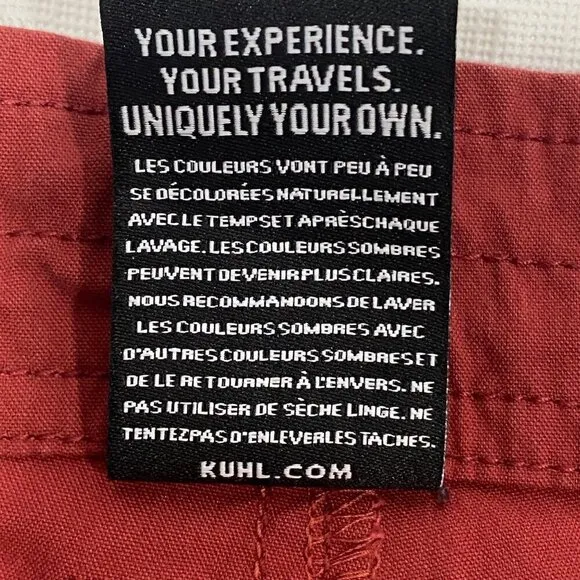 YOUR EXPERIENCE.
YOUR TRAVELS.
UNIQUELY YOUR OWN.
LES COULEURS VONT PEU À PEU
SE DÉCOLORÉES NATURELLEMENT
AVEC LE TEMPS ET APRÈS CHAQUE
LAVAGE. LES COULEURS SOMBRES
PEUVENT DEVENIR PLUS CLAIRES.
NOUS RECOMMANDONS DE LAVER
LES COULEURS SOMBRES AVEC
D'AUTRES COULEURS SOMBRES ET
DE LE RETOURNER À L'ENVERS. NE
PAS UTILISER DE SÈCHE LINGE. NE
TENTEZ PAS D'ENLEVER LES TACHES.
KUHL.COM